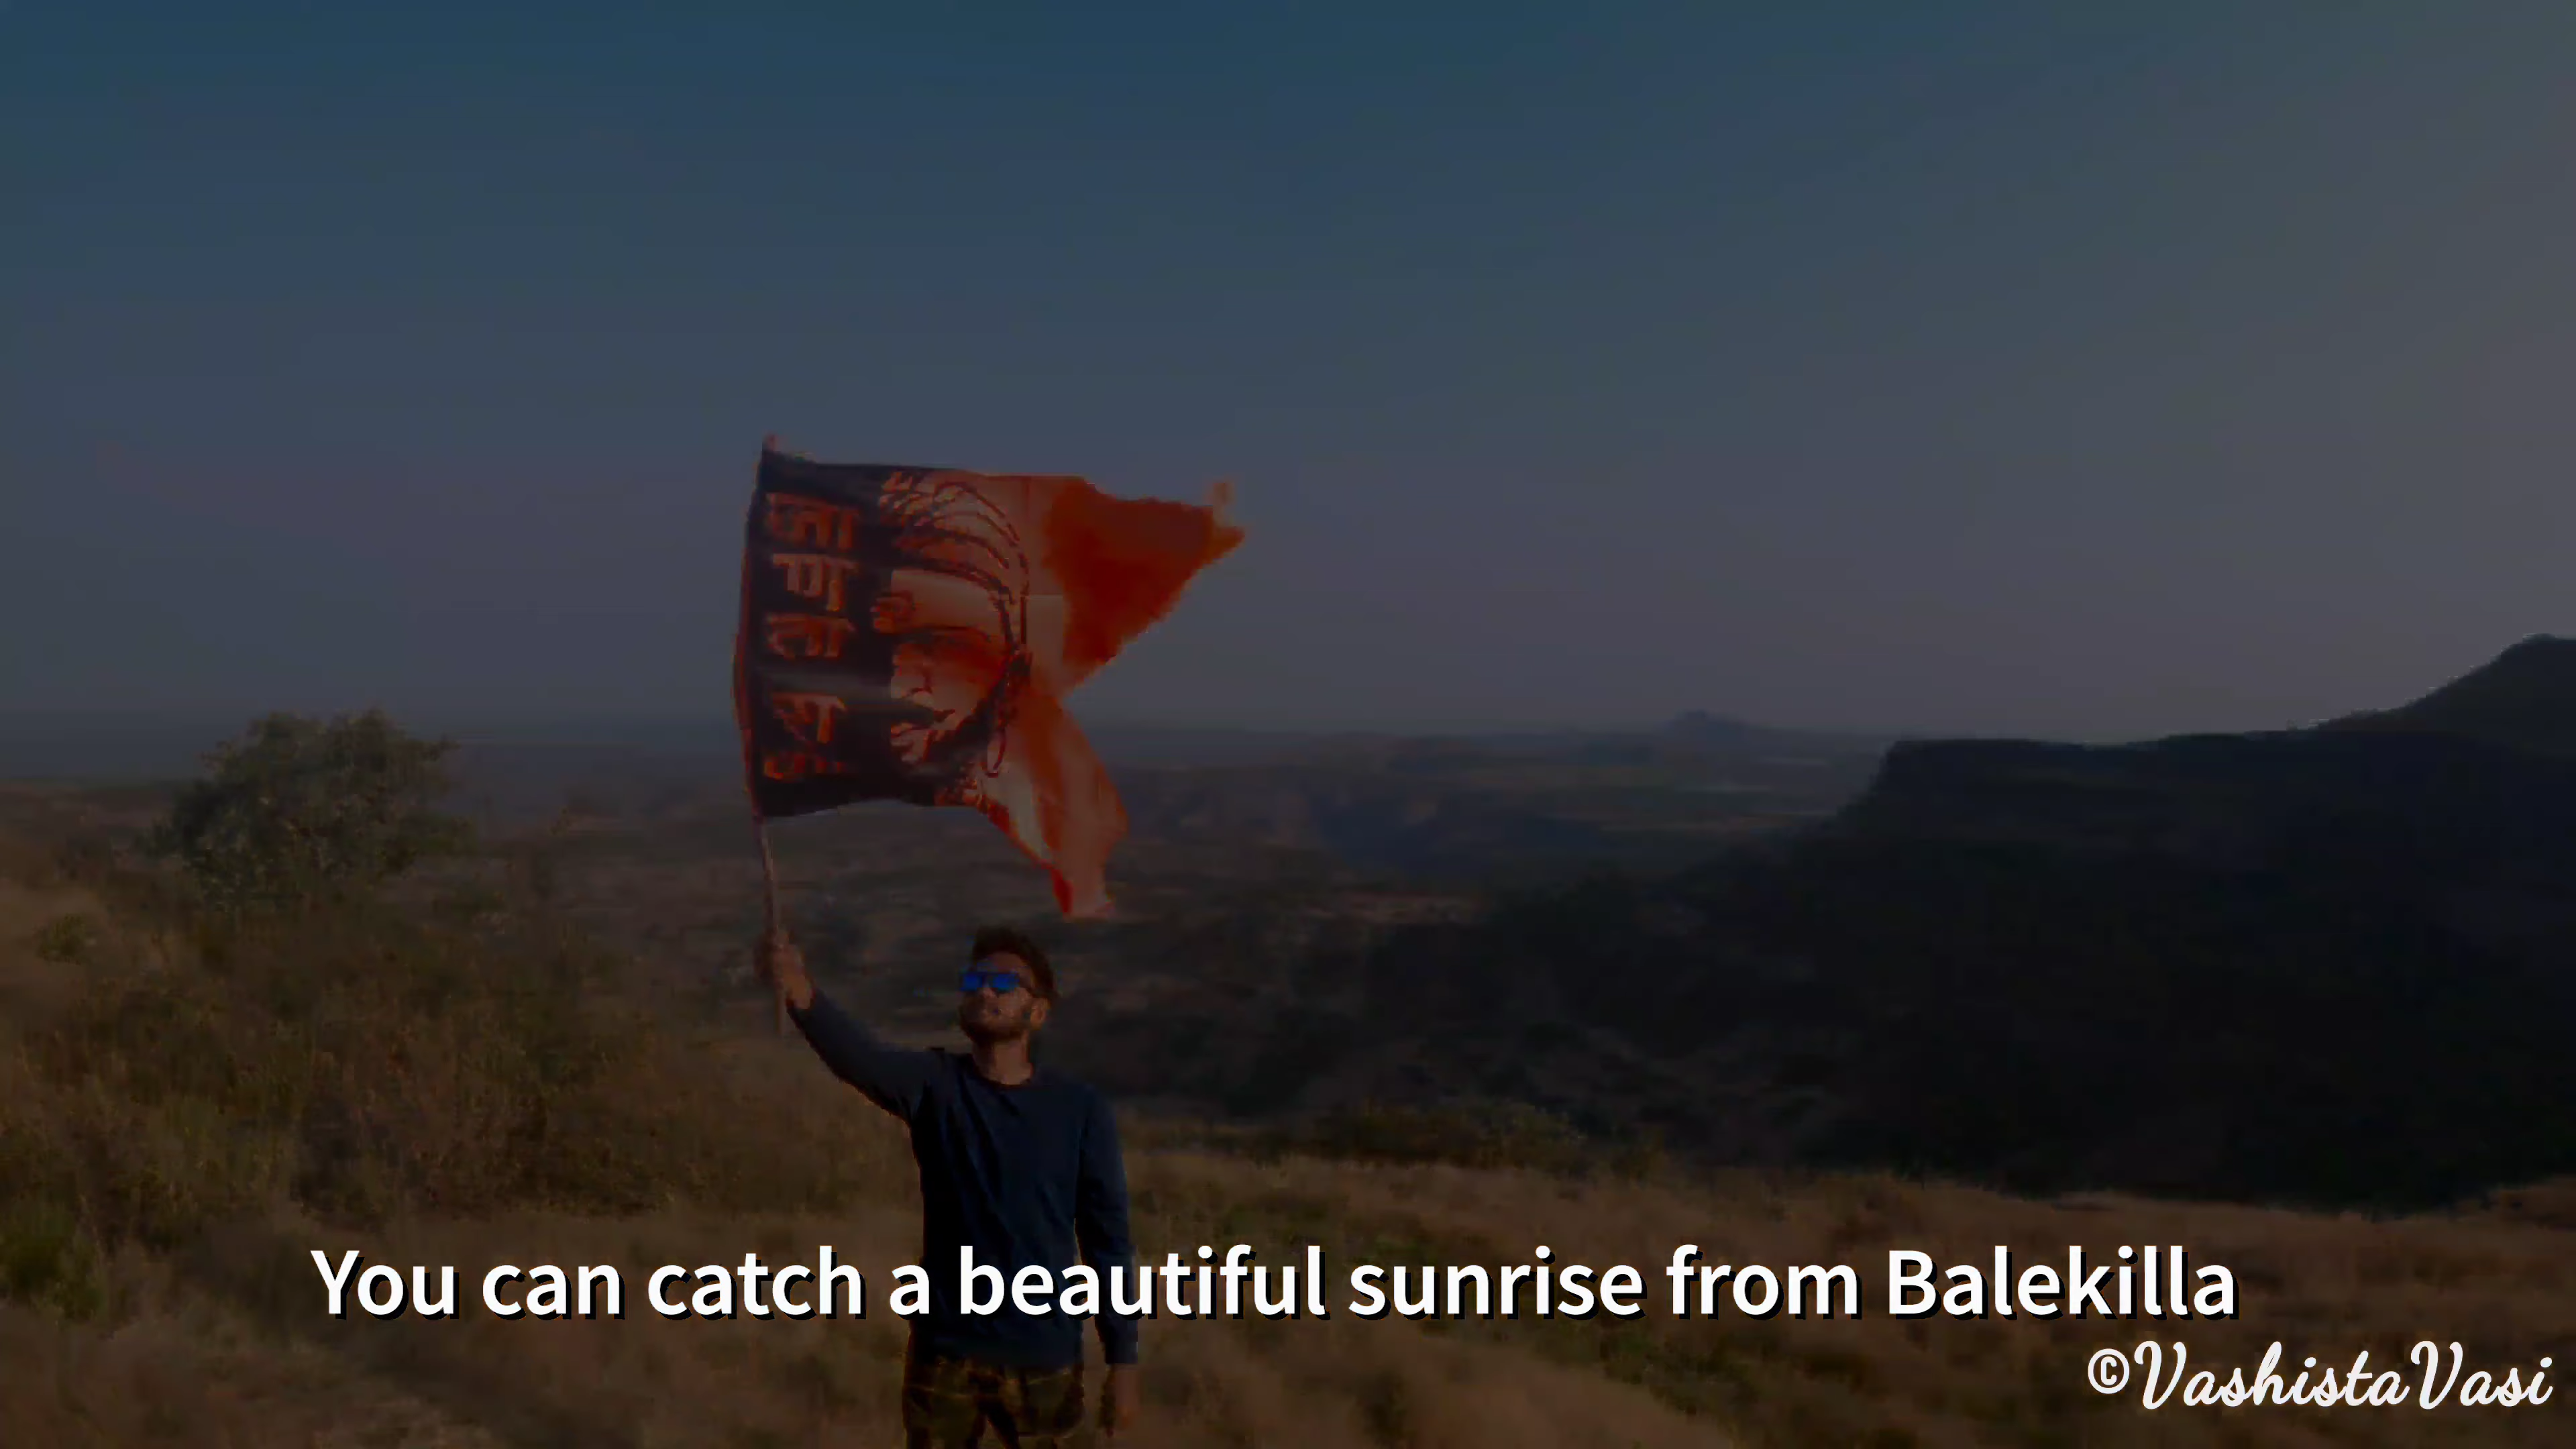 जा
ण
ता
रा
You can catch a beautiful sunrise from Balekilla
©VashistaVasi